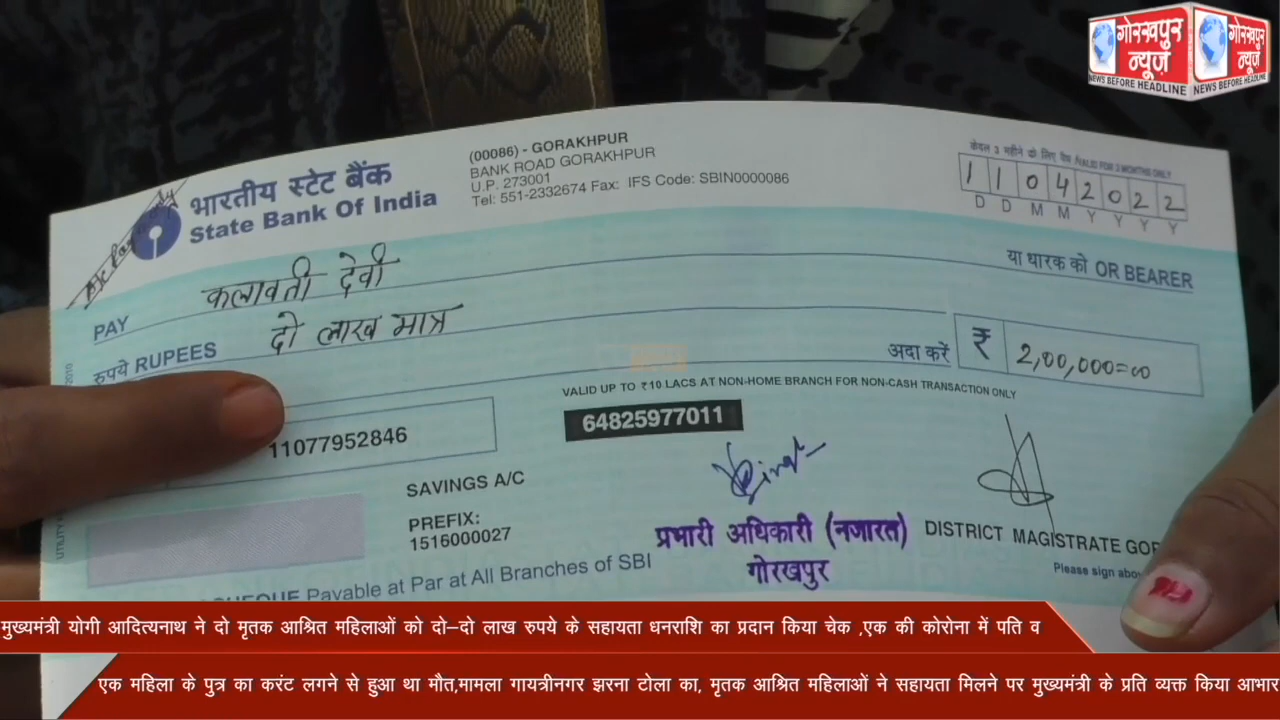 गोरखपुर न्यूज़
NEWS BEFORE HEADLINE
गोरखपुर न्यूज़
NEWS BEFORE HEADLINE
भारतीय स्टेट बैंक
State Bank Of India
(00086) - GORAKHPUR
BANK ROAD GORAKHPUR
U.P. 273001
Tel: 551-2332674 Fax: IFS Code: SBIN0000086
केवल 3 महीने के लिए वैध /VALID FOR 3 MONTHS ONLY
1 1 0 4 2 0 2 2
D D M M Y Y Y Y
PAY कलावती देवी
या धारक को OR BEARER
रुपये RUPEES दो लाख मात्र
अदा करें ₹ 2,00,000=00
VALID UP TO ₹ 10 LACS AT NON-HOME BRANCH FOR NON-CASH TRANSACTION ONLY
11077952846
64825977011
SAVINGS A/C
PREFIX:
1516000027
प्रभारी अधिकारी (नजारत)
गोरखपुर
DISTRICT MAGISTRATE GOR
Please sign abo
Payable at Par at All Branches of SBI
मुख्यमंत्री योगी आदित्यनाथ ने दो मृतक आश्रित महिलाओं को दो–दो लाख रुपये के सहायता धनराशि का प्रदान किया चेक ,एक की कोरोना में पति व
एक महिला के पुत्र का करंट लगने से हुआ था मौत,मामला गायत्रीनगर झरना टोला का, मृतक आश्रित महिलाओं ने सहायता मिलने पर मुख्यमंत्री के प्रति व्यक्त किया आभार